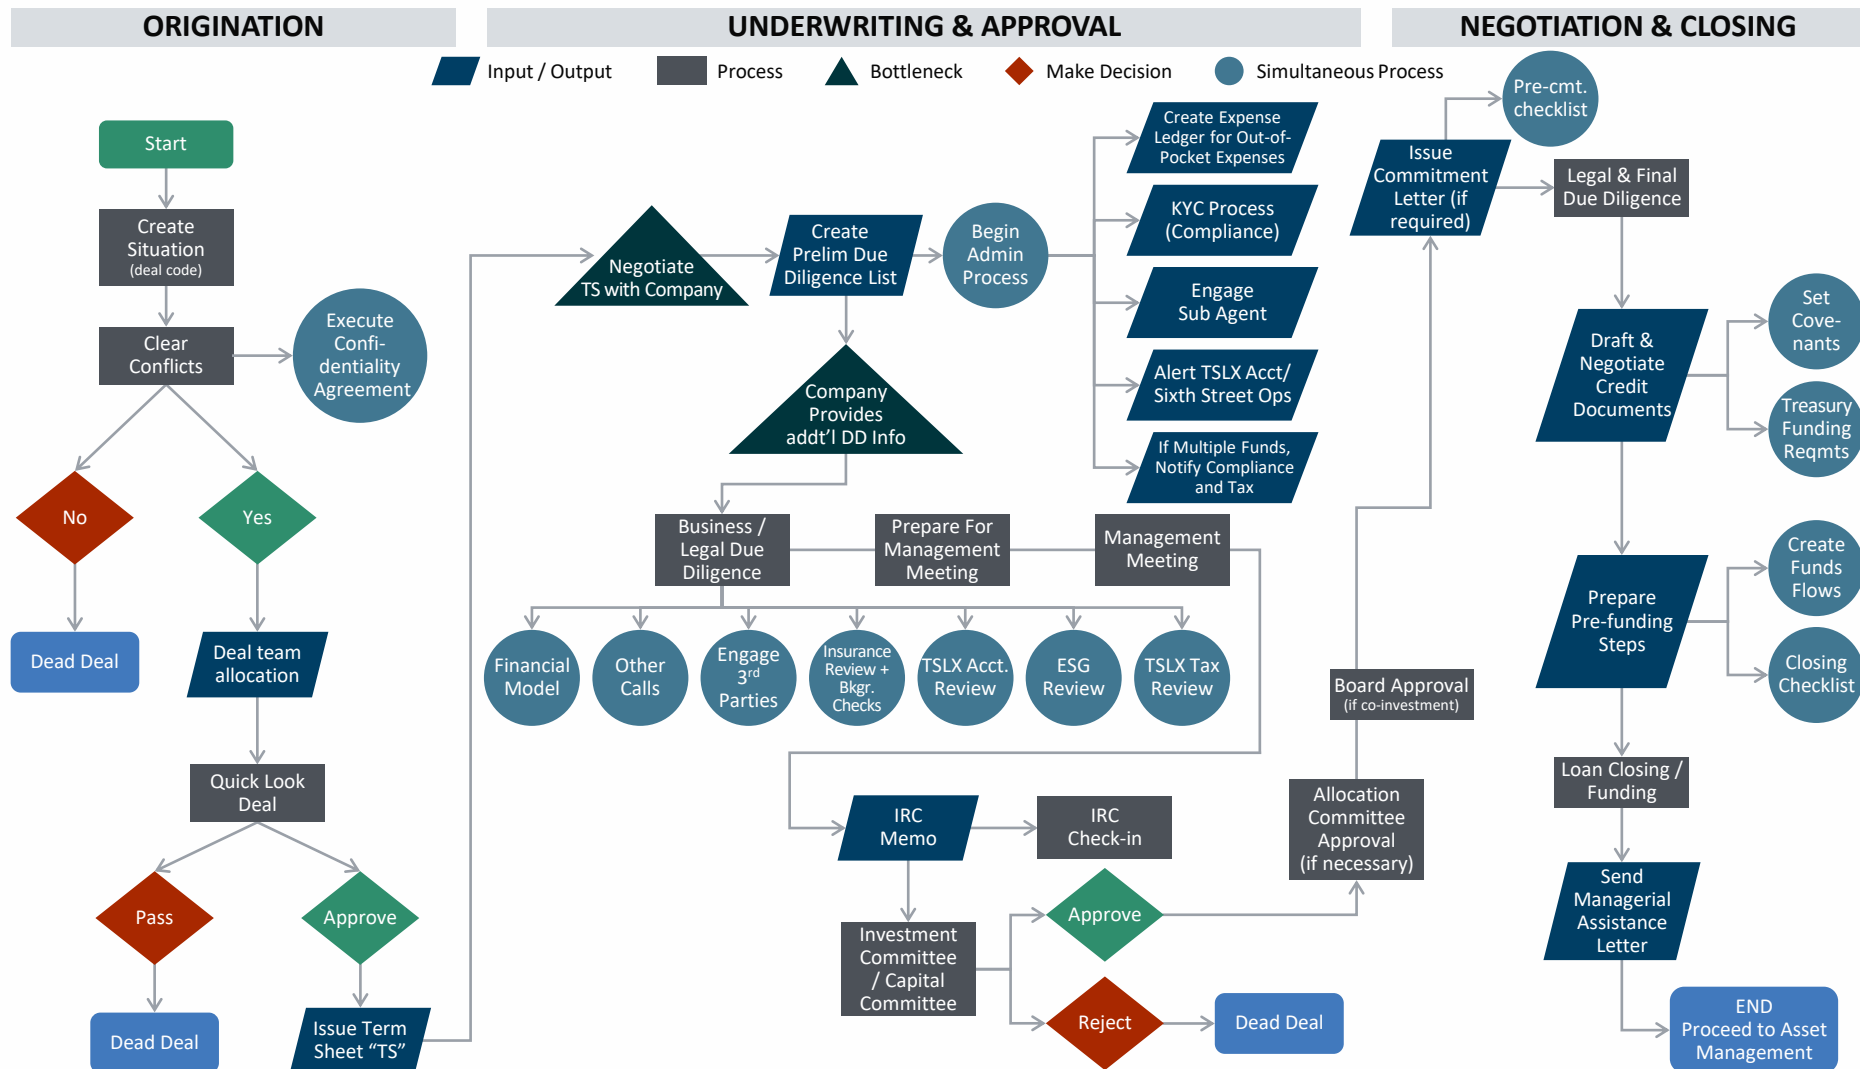 ORIGINATION
UNDERWRITING & APPROVAL
NEGOTIATION & CLOSING
Input / Output
Process
Bottleneck
Make Decision
Simultaneous Process
Start
Create
Situation
(deal code)
Clear
Conflicts
Execute
Confi-
dentiality
Agreement
No
Yes
Dead Deal
Deal team
allocation
Quick Look
Deal
Pass
Approve
Dead Deal
Issue Term
Sheet “TS”
Negotiate
TS with Company
Create
Prelim Due
Diligence List
Begin
Admin
Process
Create Expense
Ledger for Out-of-
Pocket Expenses
KYC Process
(Compliance)
Engage
Sub Agent
Alert TSLX Acct/
Sixth Street Ops
If Multiple Funds,
Notify Compliance
and Tax
Company
Provides
addt’l DD Info
Business /
Legal Due
Diligence
Prepare For
Management
Meeting
Management
Meeting
Financial
Model
Other
Calls
Engage
3rd
Parties
Insurance
Review +
Bkgr.
Checks
TSLX Acct.
Review
ESG
Review
TSLX Tax
Review
IRC
Memo
IRC
Check-in
Investment
Committee
/ Capital
Committee
Approve
Reject
Dead Deal
Allocation
Committee
Approval
(if necessary)
Board Approval
(if co-investment)
Issue
Commitment
Letter (if
required)
Pre-cmt.
checklist
Legal & Final
Due Diligence
Draft &
Negotiate
Credit
Documents
Set
Cove-
nants
Treasury
Funding
Reqmts
Prepare
Pre-funding
Steps
Create
Funds
Flows
Closing
Checklist
Loan Closing /
Funding
Send
Managerial
Assistance
Letter
END
Proceed to Asset
Management